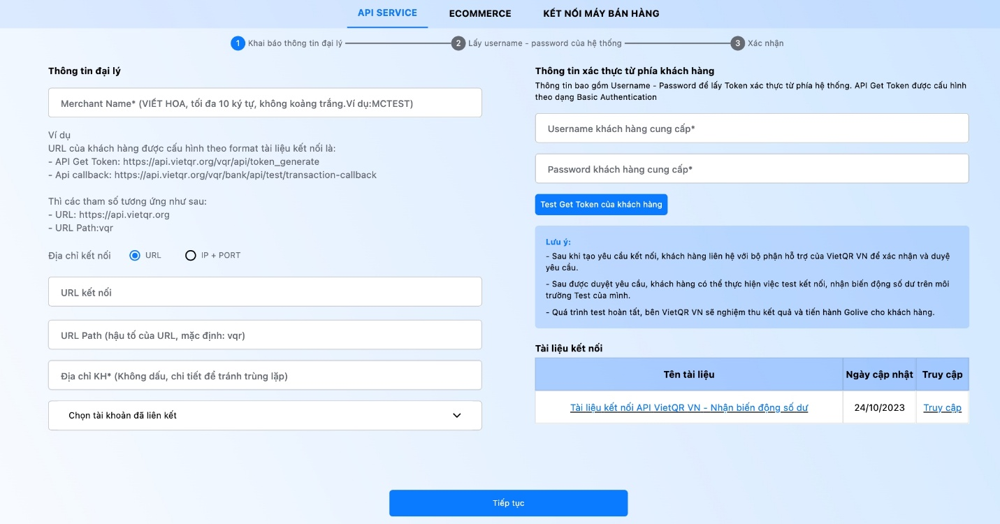 API SERVICE
ECOMMERCE
KẾT NỐI MÁY BÁN HÀNG
1 Khai báo thông tin đại lý
2 Lấy username - password của hệ thống
3 Xác nhận
Thông tin đại lý
Merchant Name* (VIẾT HOA, tối đa 10 ký tự, không koảng trắng.Ví dụ:MCTEST)
Ví dụ
URL của khách hàng được cấu hình theo format tài liệu kết nối là:
- API Get Token: https://api.vietqr.org/vqr/api/token_generate
- Api callback: https://api.vietqr.org/vqr/bank/api/test/transaction-callback
Thì các tham số tương ứng như sau:
- URL: https://api.vietqr.org
- URL Path:vqr
Địa chỉ kết nối
URL
IP + PORT
URL kết nối
URL Path (hậu tố của URL, mặc định: vqr)
Địa chỉ KH* (Không dấu, chi tiết để tránh trùng lặp)
Chọn tài khoản đã liên kết
Thông tin xác thực từ phía khách hàng
Thông tin bao gồm Username - Password để lấy Token xác thực từ phía hệ thống. API Get Token được cấu hình
theo dạng Basic Authentication
Username khách hàng cung cấp*
Password khách hàng cung cấp*
Test Get Token của khách hàng
Lưu ý:
- Sau khi tạo yêu cầu kết nối, khách hàng liên hệ với bộ phận hỗ trợ của VietQR VN để xác nhận và duyệ
yêu cầu.
- Sau được duyệt yêu cầu, khách hàng có thể thực hiện việc test kết nối, nhận biến động số dư trên môi
trường Test của mình.
- Quá trình test hoàn tất, bên VietQR VN sẽ nghiệm thu kết quả và tiến hành Golive cho khách hàng.
Tài liệu kết nối
Tên tài liệu
Ngày cập nhật
Truy cập
Tài liệu kết nối API VietQR VN - Nhận biến động số dư
24/10/2023
Truy cập
Tiếp tục